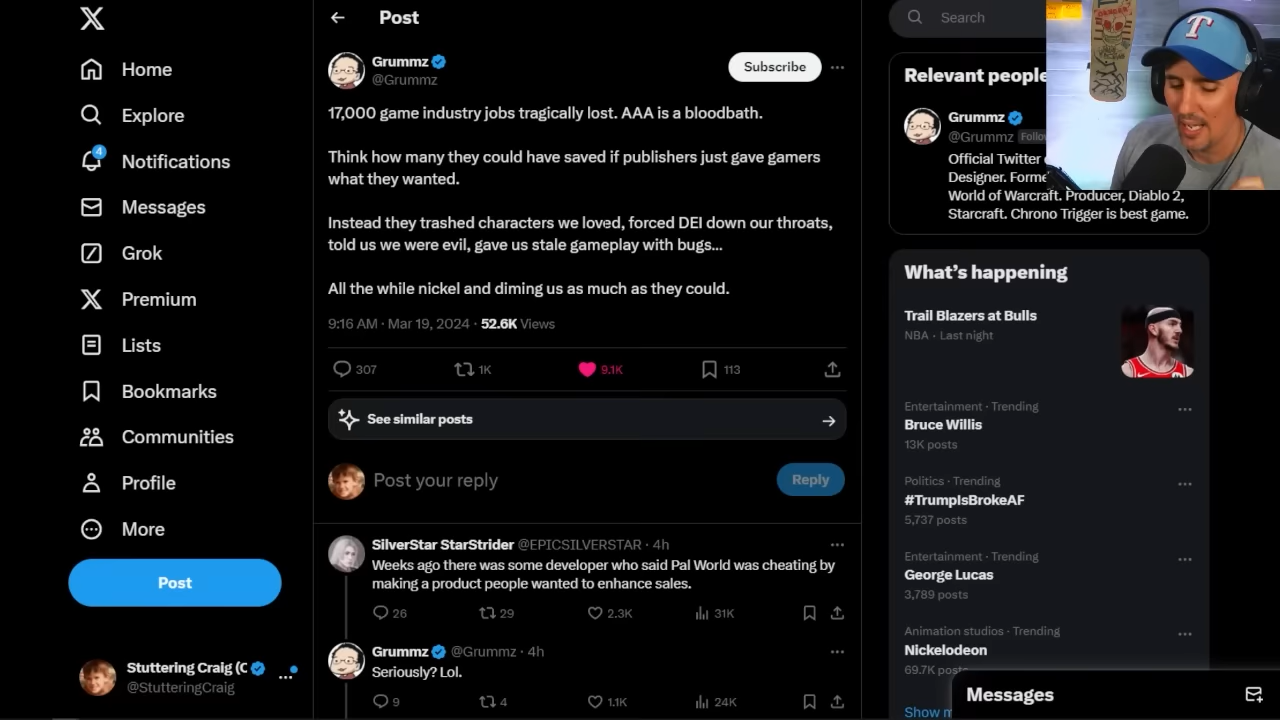 Post
Home
Explore
4
Notifications
Messages
Grok
Premium
Lists
Bookmarks
Communities
Profile
More
Post
Stuttering Craig (C
@StutteringCraig
Grummz
@Grummz
Subscribe
17,000 game industry jobs tragically lost. AAA is a bloodbath.
Think how many they could have saved if publishers just gave gamers
what they wanted.
Instead they trashed characters we loved, forced DEI down our throats,
told us we were evil, gave us stale gameplay with bugs...
All the while nickel and diming us as much as they could.
9:16 AM · Mar 19, 2024 · 52.6K Views
307 1K 9.1K 113
See similar posts
Post your reply
Reply
SilverStar StarStrider @EPICSILVERSTAR · 4h
Weeks ago there was some developer who said Pal World was cheating by
making a product people wanted to enhance sales.
26 29 2.3K 31K
Grummz @Grummz · 4h
Seriously? Lol.
9 4 1.1K 24K
Search
Relevant people
Grummz
@Grummz
Official Twitter
Designer. Forme
World of Warcraft. Producer, Diablo 2,
Starcraft. Chrono Trigger is best game.
What's happening
Trail Blazers at Bulls
NBA · Last night
Entertainment · Trending
Bruce Willis
13K posts
Politics · Trending
#TrumpIsBrokeAF
5,737 posts
Entertainment · Trending
George Lucas
3,789 posts
Animation studios · Trending
Nickelodeon
69.7K posts
Show m
Messages
T